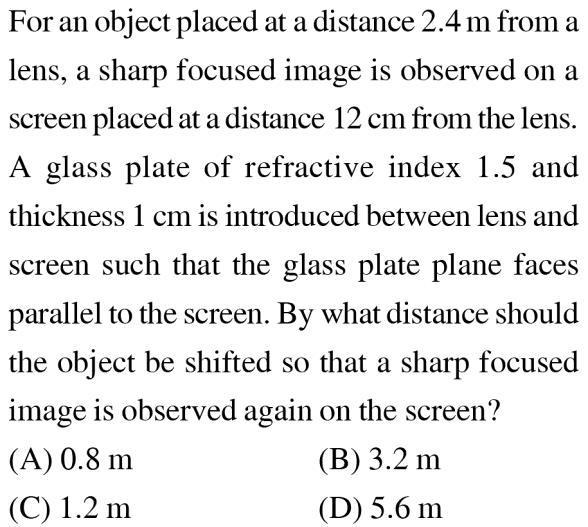 For an object placed at a distance 2.4 m from a
lens, a sharp focused image is observed on a
screen placed at a distance 12 cm from the lens.
A glass plate of refractive index 1.5 and
thickness 1 cm is introduced between lens and
screen such that the glass plate plane faces
parallel to the screen. By what distance should
the object be shifted so that a sharp focused
image is observed again on the screen?
(A) 0.8 m (B) 3.2 m
(C) 1.2 m (D) 5.6 m